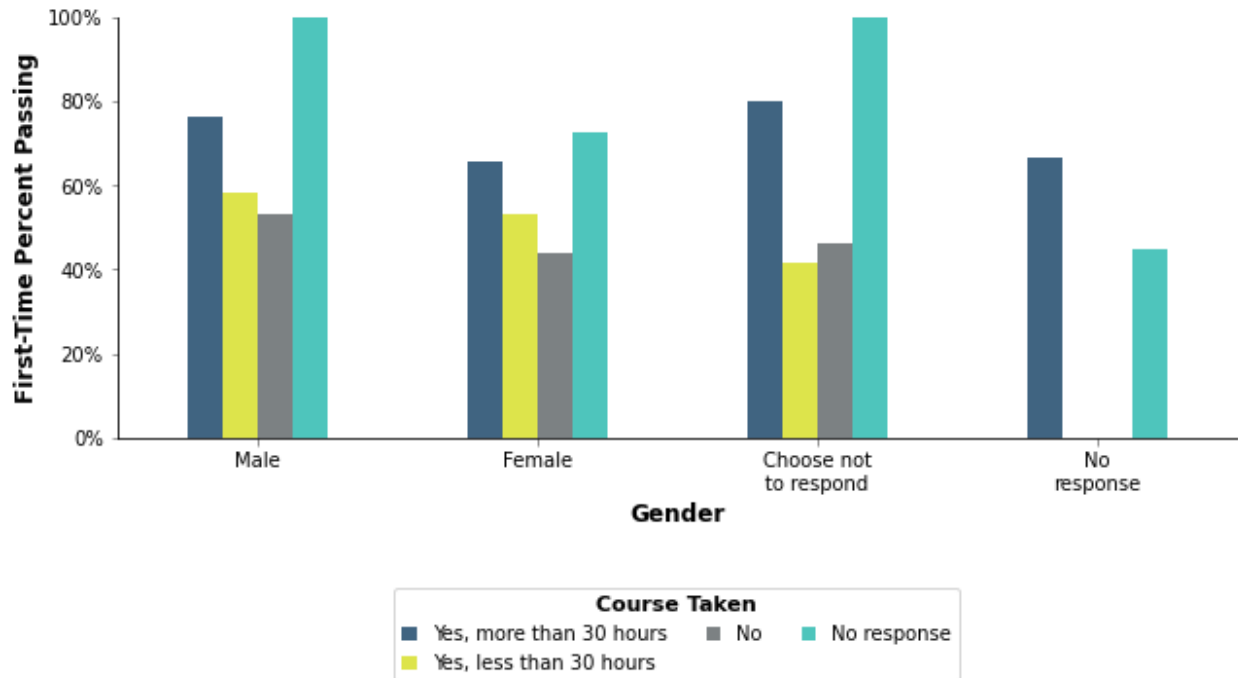 First-Time Percent Passing
100%
80%
60%
40%
20%
0%
Male
Female
Choose not
to respond
No
response
Gender
Course Taken
Yes, more than 30 hours
No
No response
Yes, less than 30 hours